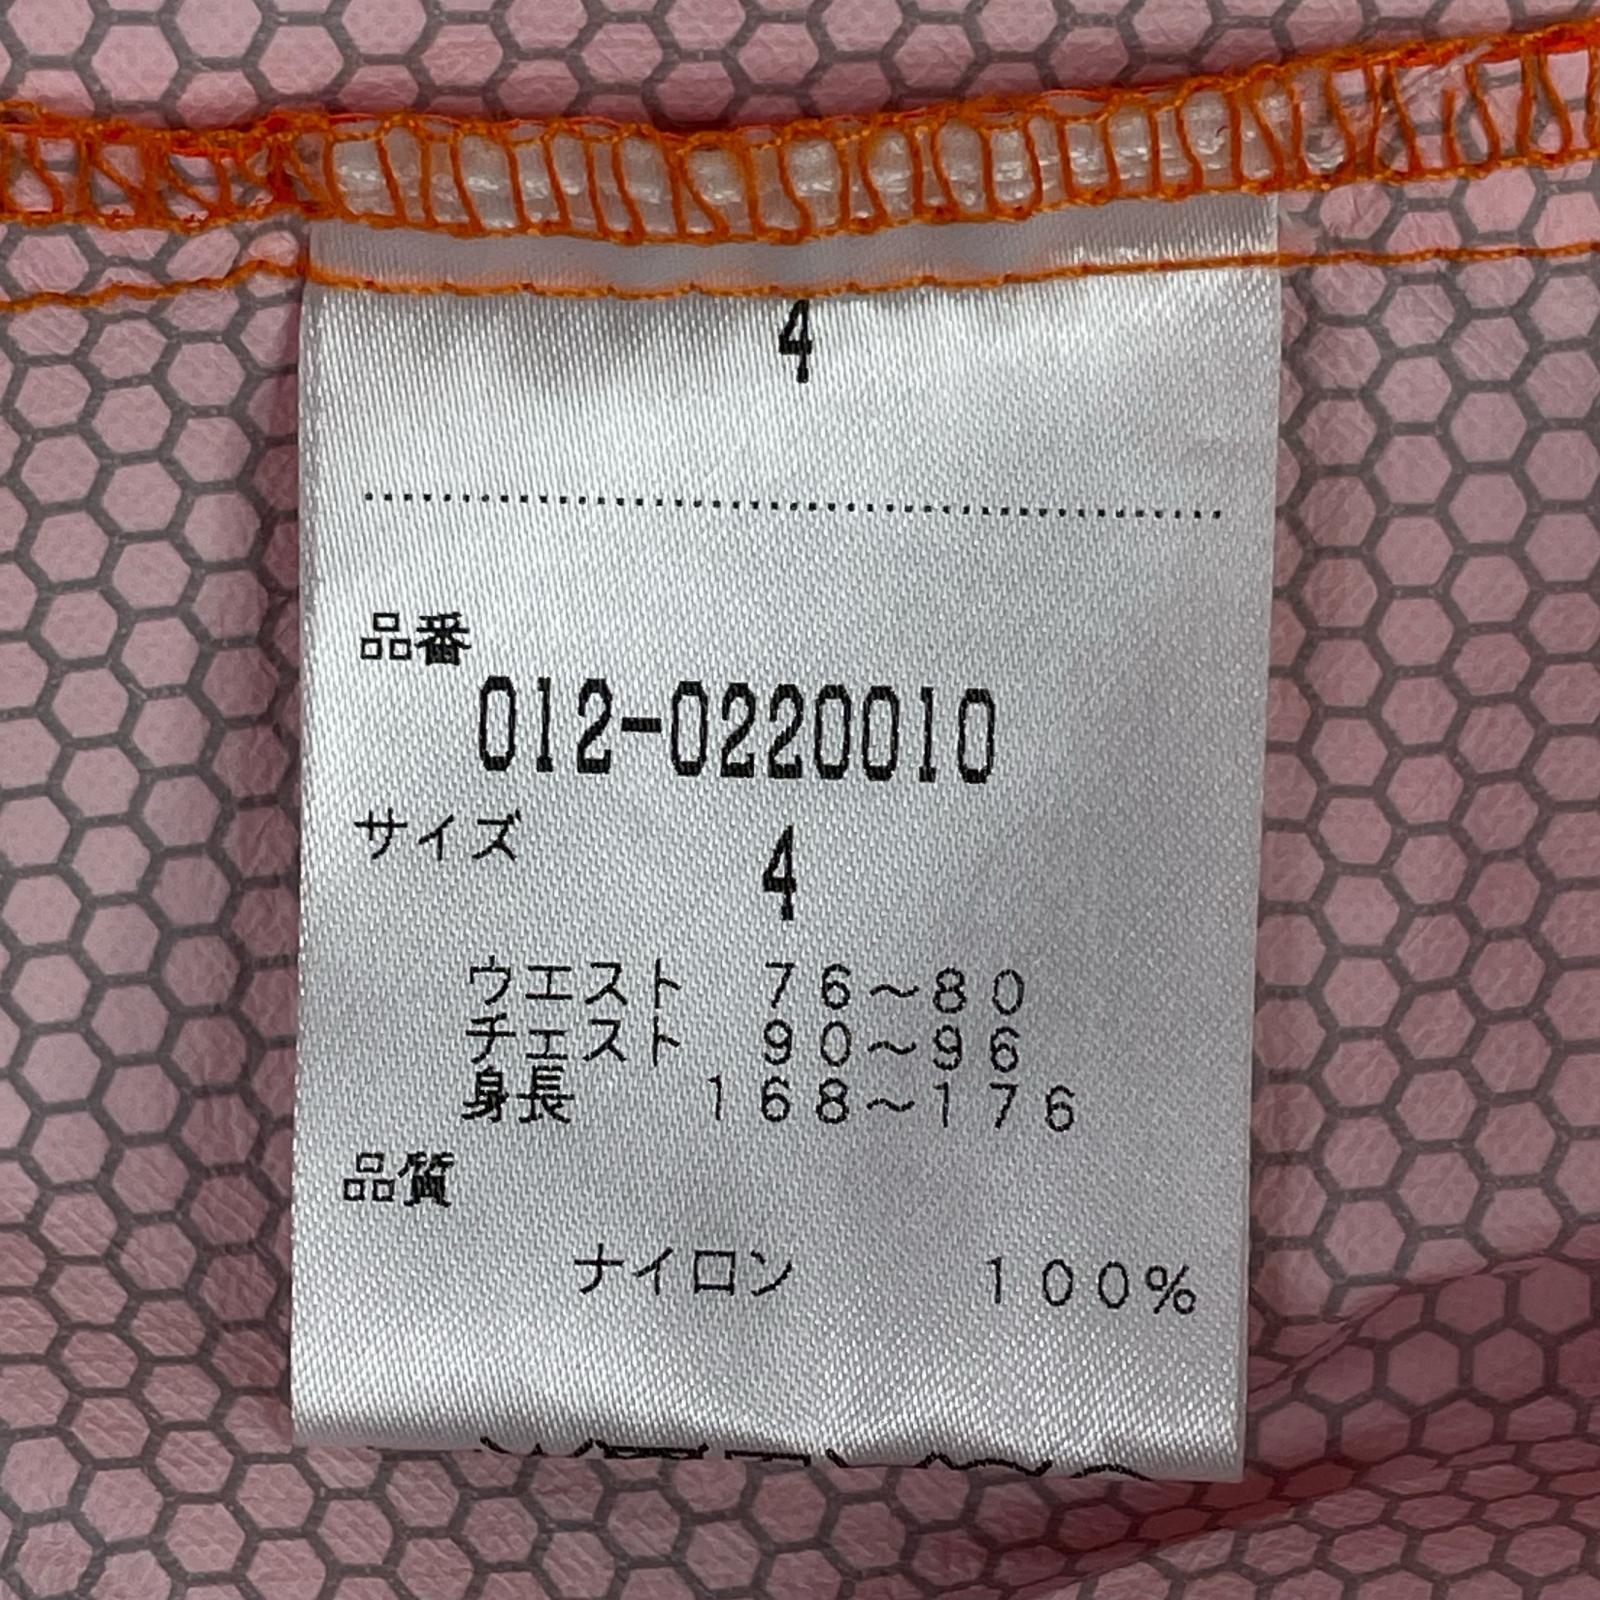 4
品番
012-0220010
サイズ
4
ウエスト 76〜80
チェスト 90〜96
身長 168〜176
品質
ナイロン 100%